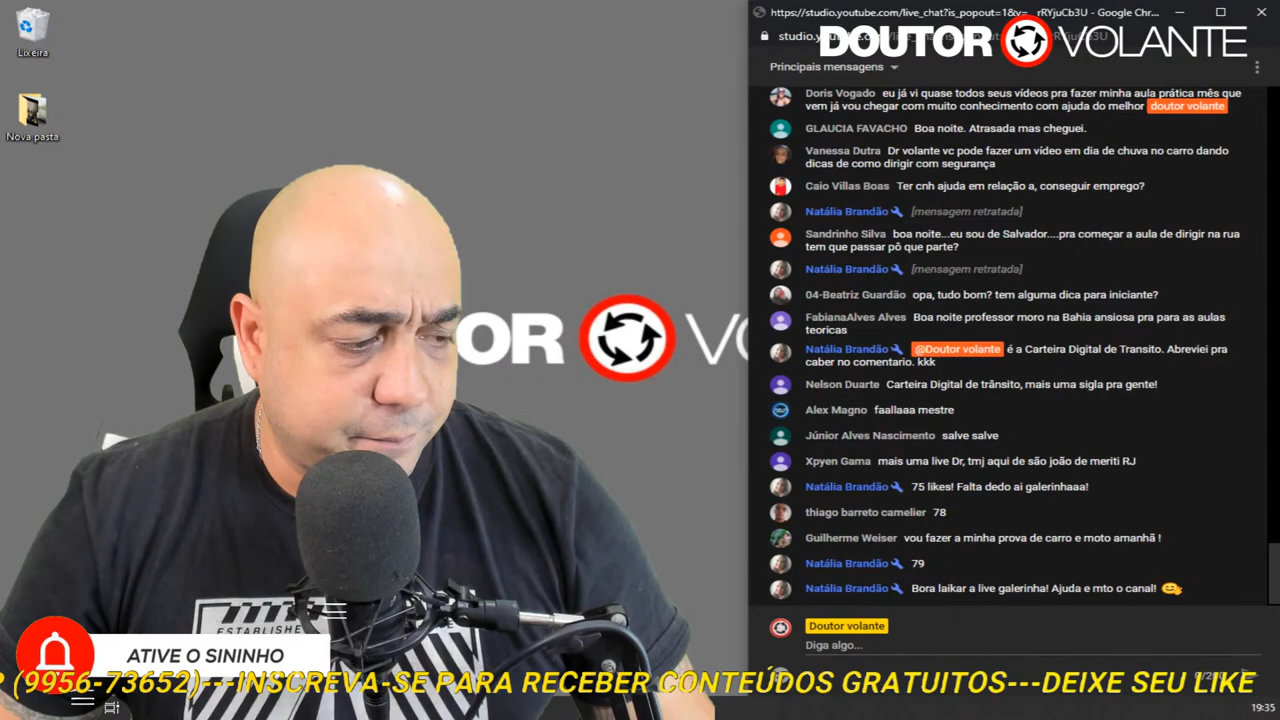 Lixeira
Nova pasta
https://studio.youtube.com/live_chat?is_popout=1&v=_rRYjuCb3U - Google Chr...
studio.youtube.com/live_chat?is_popout
DOUTOR VOLANTE
Principais mensagens
Doris Vogado eu já vi quase todos seus vídeos pra fazer minha aula prática mês que
vem já vou chegar com muito conhecimento com ajuda do melhor doutor volante
GLAUCIA FAVACHO Boa noite. Atrasada mas cheguei.
Vanessa Dutra Dr volante vc pode fazer um vídeo em dia de chuva no carro dando
dicas de como dirigir com segurança
Caio Villas Boas Ter cnh ajuda em relação a, conseguir emprego?
Natália Brandão [mensagem retratada]
Sandrinho Silva boa noite...eu sou de Salvador....pra começar a aula de dirigir na rua
tem que passar pô que parte?
Natália Brandão [mensagem retratada]
04-Beatriz Guardão opa, tudo bom? tem alguma dica para iniciante?
FabianaAlves Alves Boa noite professor moro na Bahia ansiosa pra para as aulas
teoricas
Natália Brandão @Doutor volante é a Carteira Digital de Transito. Abreviei pra
caber no comentario. kkk
Nelson Duarte Carteira Digital de trânsito, mais uma sigla pra gente!
Alex Magno faallaaa mestre
Júnior Alves Nascimento salve salve
Xpyen Gama mais uma live Dr, tmj aqui de são joão de meriti RJ
Natália Brandão 75 likes! Falta dedo ai galerinhaaa!
thiago barreto camelier 78
Guilherme Weiser vou fazer a minha prova de carro e moto amanhã !
Natália Brandão 79
Natália Brandão Bora laikar a live galerinha! Ajuda e mto o canal! 🤗
Doutor volante
Diga algo...
OR VO
ESTABLISHE
ATIVE O SININHO
P (9956-73652)---INSCREVA-SE PARA RECEBER CONTEÚDOS GRATUITOS---DEIXE SEU LIKE
19:35